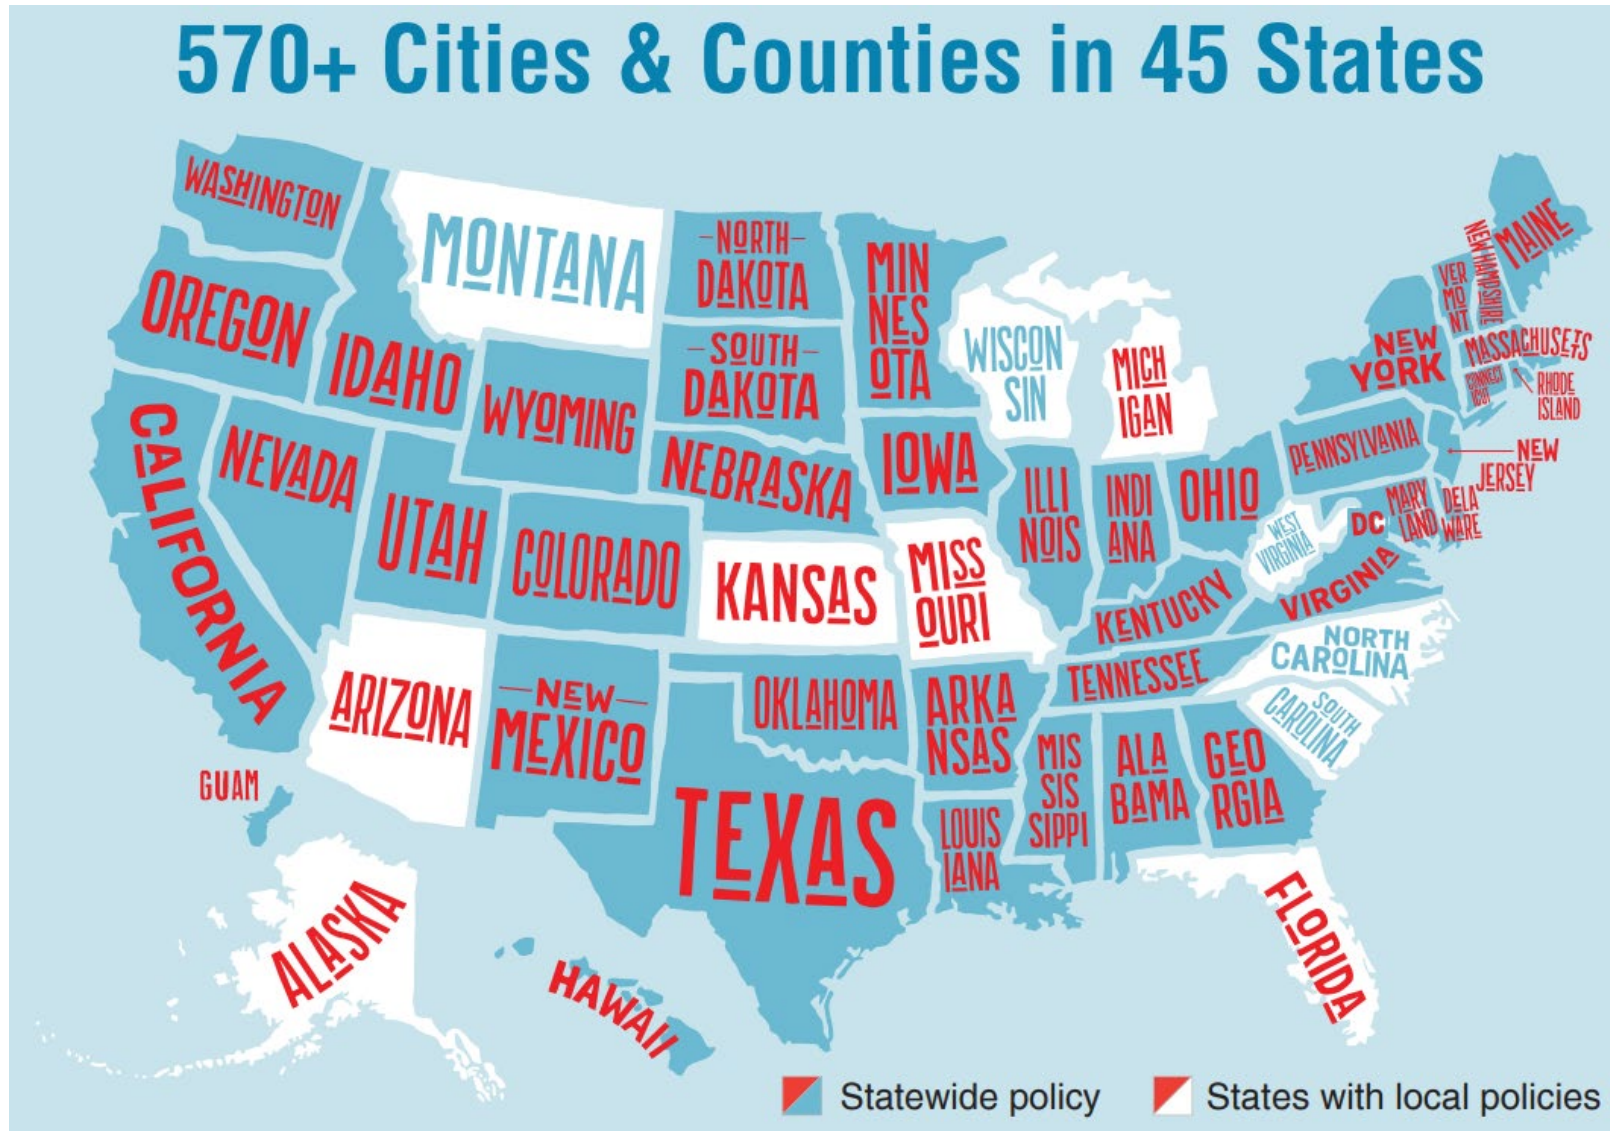 570+ Cities & Counties in 45 States
WASHINGTON
MONTANA
NORTH
DAKOTA
MIN
NES
OTA
OREGON
IDAHO
WYOMING
SOUTH
DAKOTA
WISCON
SIN
MICH
IGAN
NEW
YORK
VER
MO
NT
NEW HAMPSHIRE
MAINE
MASSACHUSETS
CONNECT
ICUT
RHODE
ISLAND
CALIFORNIA
NEVADA
UTAH
COLORADO
NEBRASKA
IOWA
ILLI
NOIS
INDI
ANA
OHIO
PENNSYLVANIA
NEW
JERSEY
WEST
VIRGINIA
DC
MARY
LAND
DELA
WARE
KANSAS
MISS
OURI
KENTUCKY
VIRGINIA
ARIZONA
NEW
MEXICO
OKLAHOMA
ARKA
NSAS
TENNESSEE
NORTH
CAROLINA
SOUTH
CAROLINA
GUAM
TEXAS
LOUIS
IANA
MIS
SIS
SIPPI
ALA
BAMA
GEO
RGIA
ALASKA
HAWAII
FLORIDA
Statewide policy
States with local policies